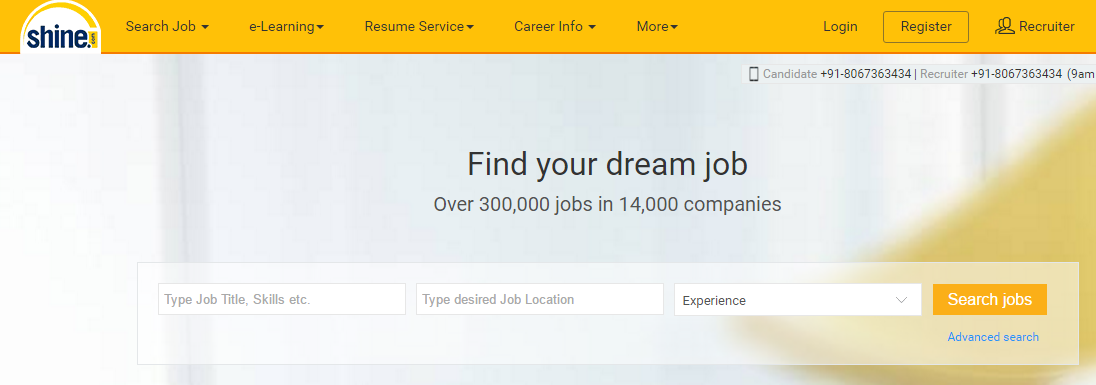 shine.com
Search Job e-Learning Resume Service Career Info More Login Register Recruiter
Candidate +91-8067363434 | Recruiter +91-8067363434 (9am
Find your dream job
Over 300,000 jobs in 14,000 companies
Type Job Title, Skills etc. Type desired Job Location Experience Search jobs
Advanced search